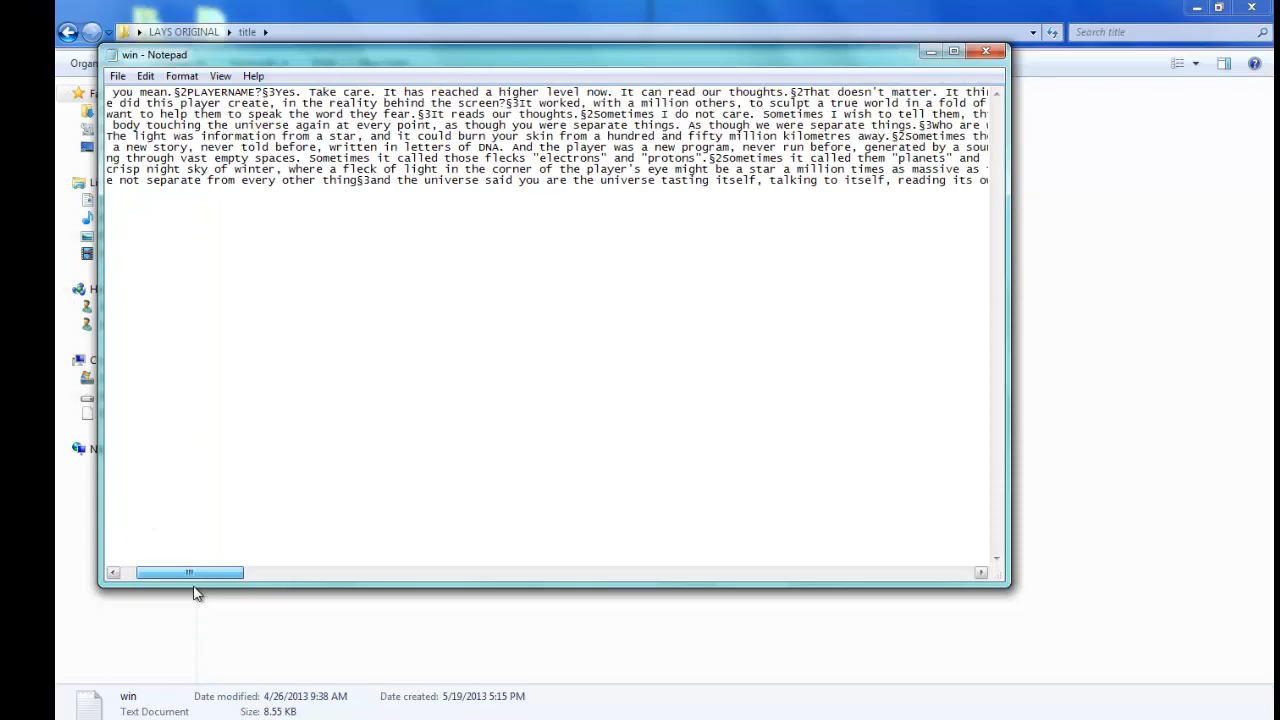 LAYS ORIGINAL title
Search title
win - Notepad
Organ
File Edit Format View Help
you mean.§2PLAYERNAME?§3Yes. Take care. It has reached a higher level now. It can read our thoughts.§2That doesn't matter. It thin
e did this player create, in the reality behind the screen?§3It worked, with a million others, to sculpt a true world in a fold of
want to help them to speak the word they fear.§3It reads our thoughts.§2Sometimes I do not care. Sometimes I wish to tell them, th
body touching the universe again at every point, as though you were separate things. As though we were separate things.§3Who are w
The light was information from a star, and it could burn your skin from a hundred and fifty million kilometres away.§2Sometimes th
a new story, never told before, written in letters of DNA. And the player was a new program, never run before, generated by a sour
ng through vast empty spaces. Sometimes it called those flecks "electrons" and "protons".§2Sometimes it called them "planets" and
crisp night sky of winter, where a fleck of light in the corner of the player's eye might be a star a million times as massive as
e not separate from every other thing§3and the universe said you are the universe tasting itself, talking to itself, reading its ow
win Date modified: 4/26/2013 9:38 AM Date created: 5/19/2013 5:15 PM
Text Document Size: 8.55 KB